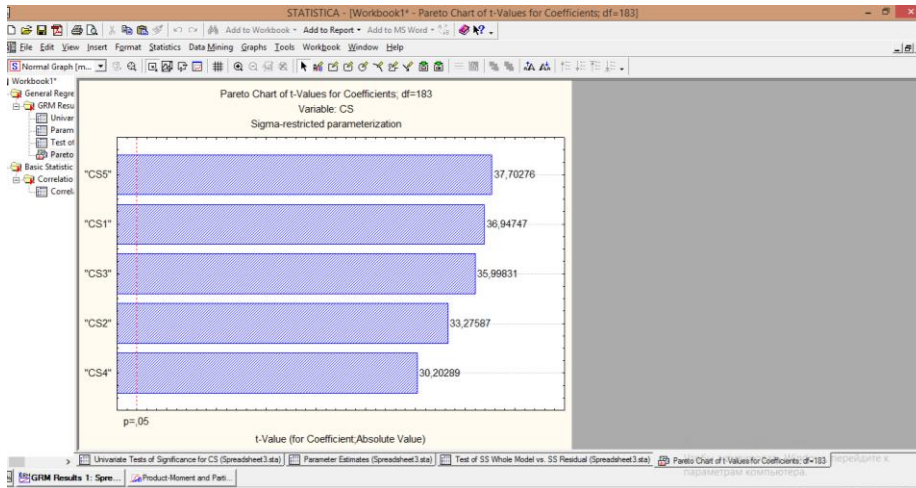 STATISTICA - [Workbook1* - Pareto Chart of t-Values for Coefficients; df=183]
Add to Workbook Add to Report Add to MS Word
File Edit View Insert Format Statistics Data Mining Graphs Tools Workbook Window Help
Normal Graph [m...
Workbook1*
General Regre
GRM Resu
Univar
Param
Test of
Pareto
Basic Statistic
Correlatio
Correl
Pareto Chart of t-Values for Coefficients; df=183
Variable: CS
Sigma-restricted parameterization
"CS5" 37,70276
"CS1" 36,94747
"CS3" 35,99831
"CS2" 33,27587
"CS4" 30,20289
p=,05
t-Value (for Coefficient;Absolute Value)
Univariate Tests of Significance for CS (Spreadsheet3.sta) Parameter Estimates (Spreadsheet3.sta) Test of SS Whole Model vs. SS Residual (Spreadsheet3.sta) Pareto Chart of t-Values for Coefficients; df=183
перейдите к
параметрам компьютера.
GRM Results 1: Spre... Product-Moment and Parti...